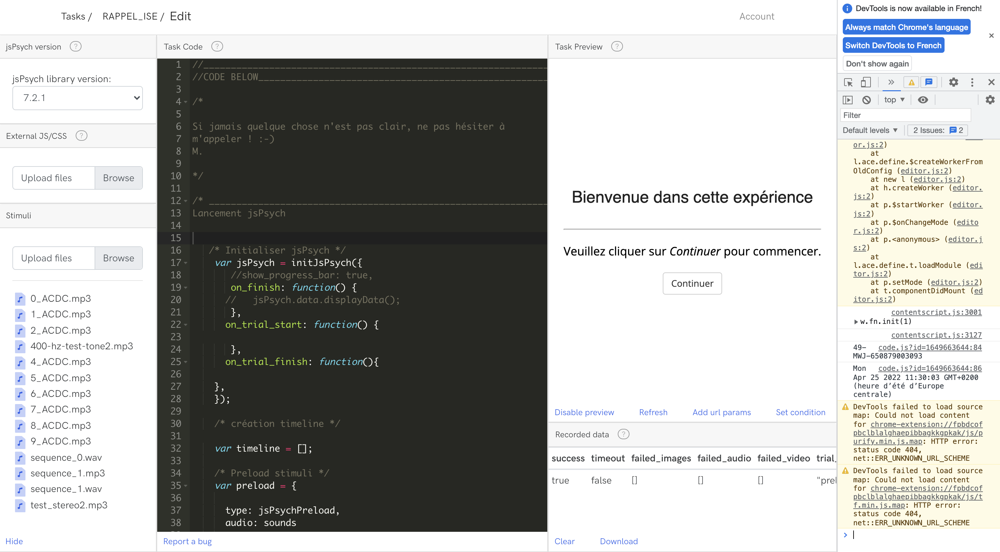 Tasks / RAPPEL_ISE / Edit
Account
jsPsych version ?
jsPsych library version:
7.2.1
External JS/CSS ?
Upload files Browse
Stimuli
Upload files Browse
0_ACDC.mp3
1_ACDC.mp3
2_ACDC.mp3
400-hz-test-tone2.mp3
4_ACDC.mp3
5_ACDC.mp3
6_ACDC.mp3
7_ACDC.mp3
8_ACDC.mp3
9_ACDC.mp3
sequence_0.wav
sequence_1.mp3
sequence_1.wav
test_stereo2.mp3
Hide
Task Code ?
1 //_______________________________________________________________
2 //CODE BELOW_____________________________________________________
3
4 /*
5
6 Si jamais quelque chose n'est pas clair, ne pas hésiter à
7 m'appeler ! :-)
8 M.
9
10 */
11
12 /* ______________________________________________________________
13 Lancement jsPsych
14
15
16 /* Initialiser jsPsych */
17 var jsPsych = initJsPsych({
18 //show_progress_bar: true,
19 on_finish: function() {
20 // jsPsych.data.displayData();
21 },
22 on_trial_start: function() {
23
24 },
25 on_trial_finish: function(){
26
27 },
28 });
29
30 /* création timeline */
31
32 var timeline = [];
33
34 /* Preload stimuli */
35 var preload = {
36
37 type: jsPsychPreload,
38 audio: sounds
Report a bug
Task Preview ?
Bienvenue dans cette expérience
Veuillez cliquer sur Continuer pour commencer.
Continuer
Disable preview Refresh Add url params Set condition
Recorded data ?
success timeout failed_images failed_audio failed_video trial_
true false [] [] [] "prel
Clear Download
DevTools is now available in French!
Always match Chrome's language
Switch DevTools to French
Don't show again
top
Filter
Default levels 2 Issues: 2
or.js:2)
at
l.ace.define.$createWorkerFrom
OldConfig (editor.js:2)
at new l (editor.js:2)
at h.createWorker (editor.
js:2)
at p.$startWorker (editor.
js:2)
at p.$onChangeMode (edito
r.js:2)
at p.<anonymous> (editor.j
s:2)
at
l.ace.define.t.loadModule (edi
tor.js:2)
at p.setMode (editor.js:2)
at t.componentDidMount (ed
itor.js:2)
contentscript.js:3001
w.fn.init(1)
contentscript.js:3127
49- code.js?id=1649663644:84
MWJ-650879003093
Mon code.js?id=1649663644:86
Apr 25 2022 11:30:03 GMT+0200
(heure d’été d’Europe
centrale)
DevTools failed to load source
map: Could not load content
for chrome-extension://fpbdcof
pbclblalghaepibbagkkgpkak/js/p
urify.min.js.map: HTTP error:
status code 404,
net::ERR_UNKNOWN_URL_SCHEME
DevTools failed to load source
map: Could not load content
for chrome-extension://fpbdcof
pbclblalghaepibbagkkgpkak/js/t
f.min.js.map: HTTP error:
status code 404,
net::ERR_UNKNOWN_URL_SCHEME